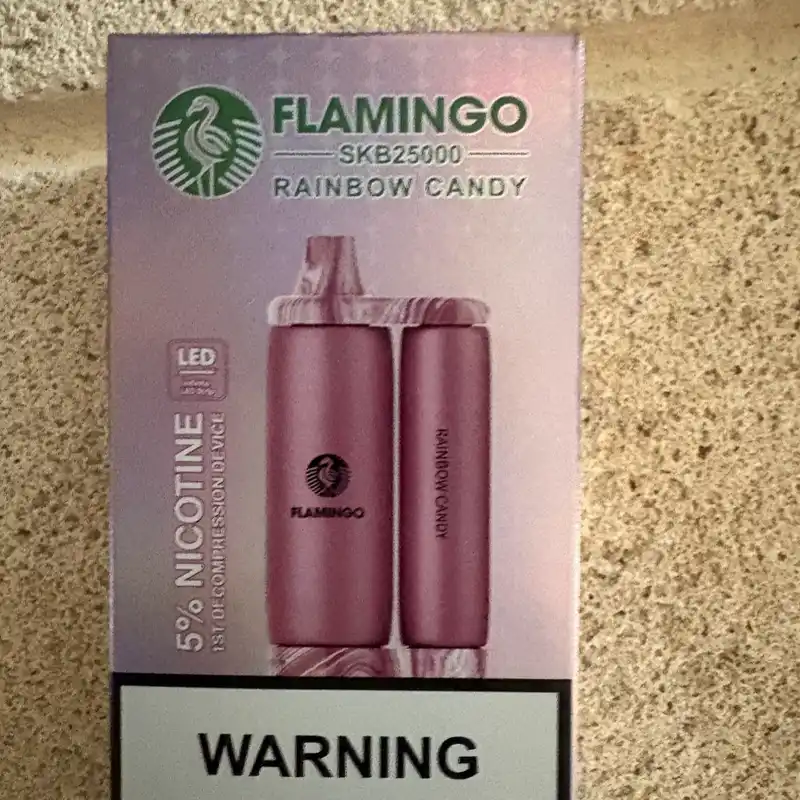 FLAMINGO
SKB25000
RAINBOW CANDY
LED
5% NICOTINE
1ST DECOMPRESSION DEVICE
FLAMINGO
RAINBOW CANDY
WARNING